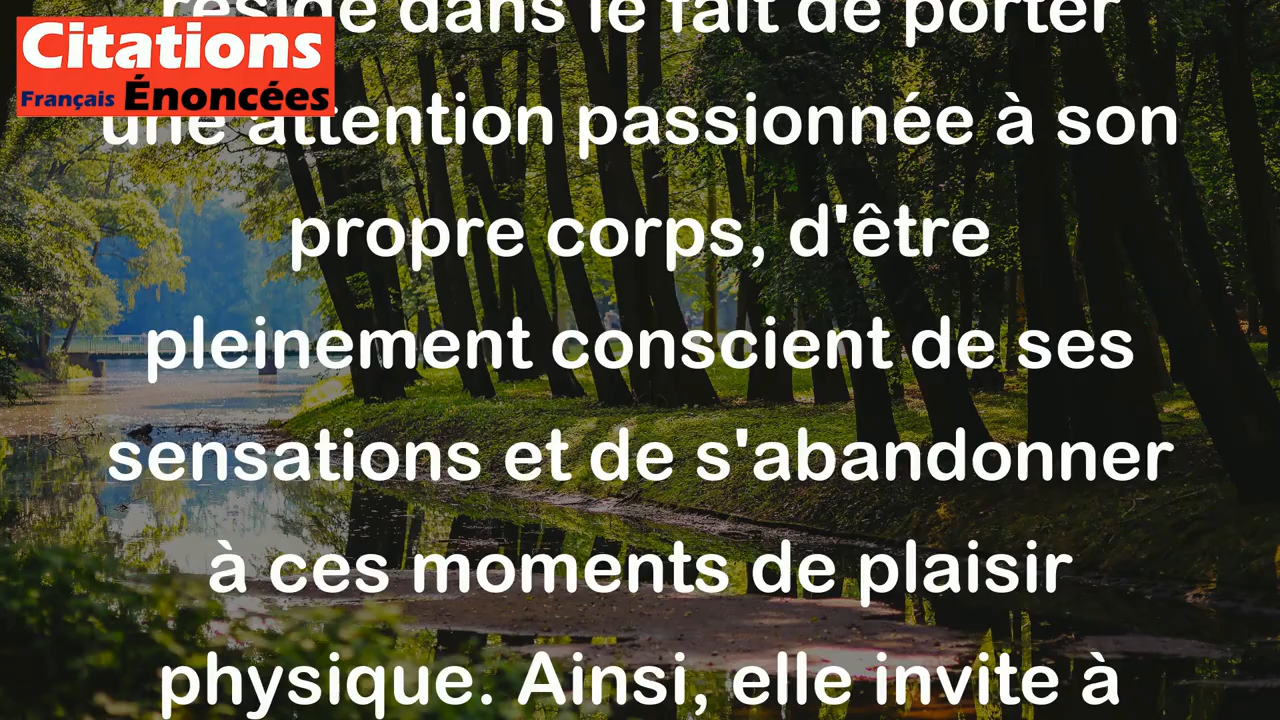 réside dans le fait de porter
Citations
Français Énoncées
une attention passionnée à son
propre corps, d'être
pleinement conscient de ses
sensations et de s'abandonner
à ces moments de plaisir
physique. Ainsi, elle invite à